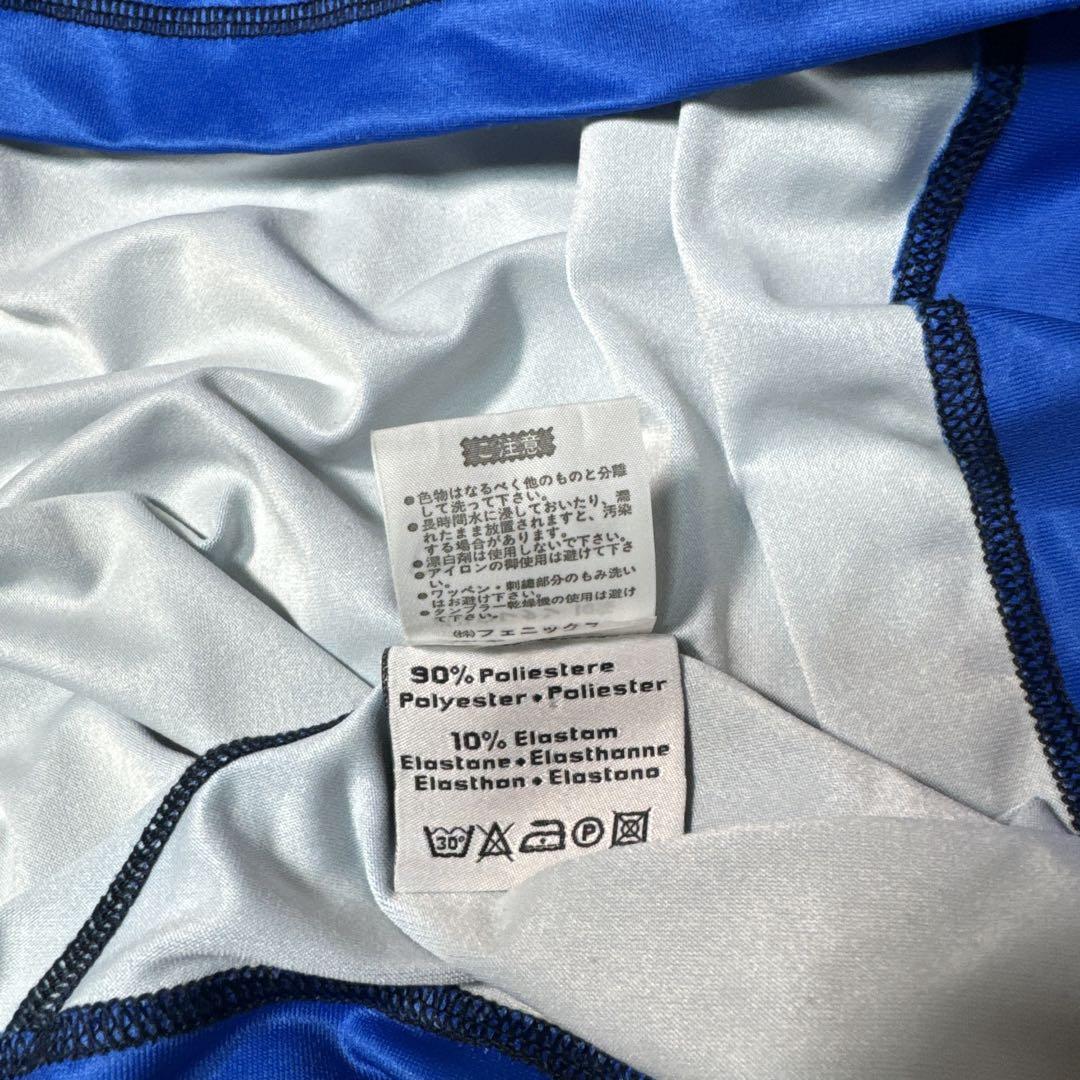 ご注意
●色物はなるべく他のものと分離
して洗って下さい。
●長時間水に浸しておいたり、濡
れたまま放置されますと、汚染
する場合があります。
●漂白剤は使用しないで下さい。
●アイロンの御使用は避けて下さ
い。
●ワッペン・刺繍部分のもみ洗い
はお避け下さい。
●タンブラー乾燥機の使用は避け
て下さい。
㈱フェニックス
90% Poliestere
Polyester • Poliester
10% Elastam
Elastane • Elasthanne
Elasthan • Elastano
30° P